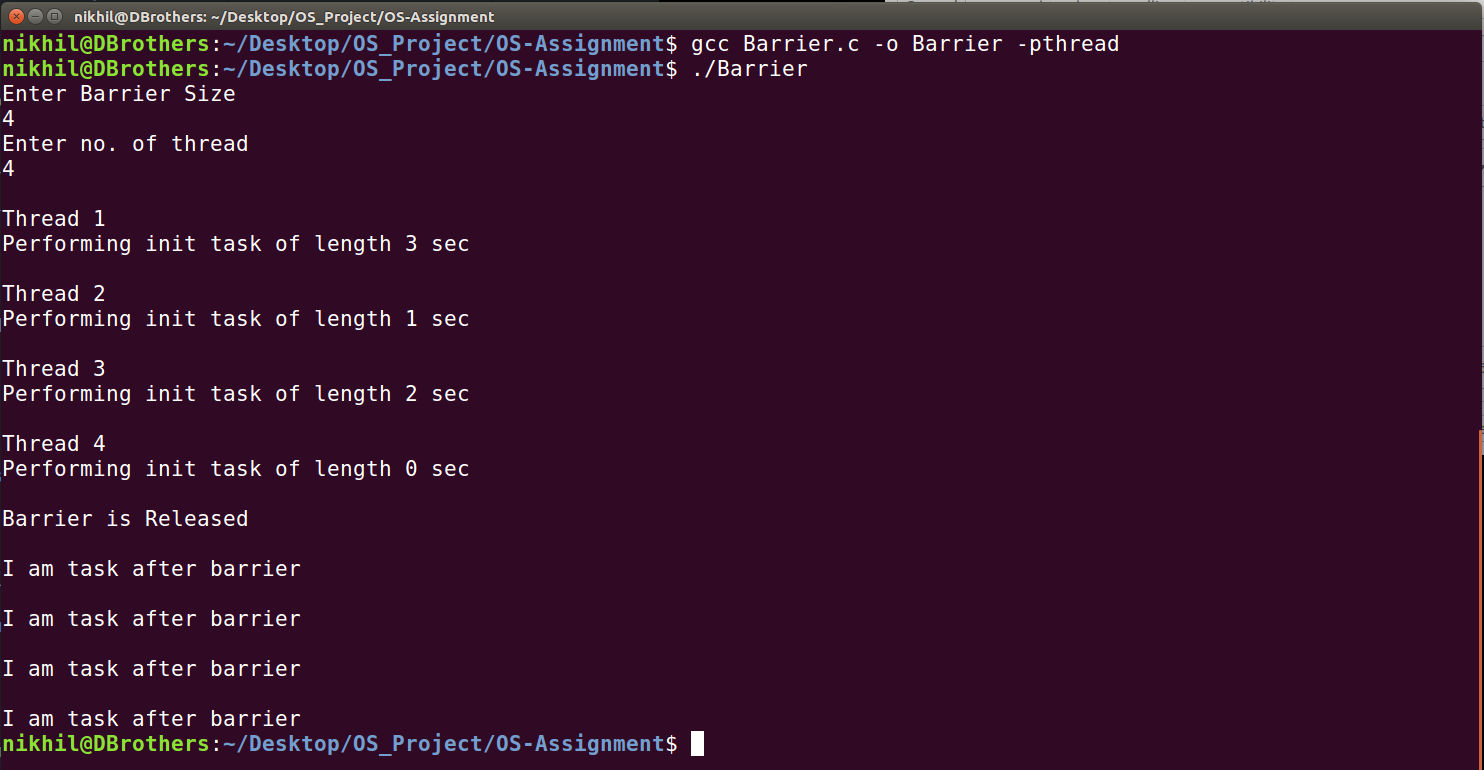 nikhil@DBrothers: ~/Desktop/OS_Project/OS-Assignment
nikhil@DBrothers:~/Desktop/OS_Project/OS-Assignment$ gcc Barrier.c -o Barrier -pthread
nikhil@DBrothers:~/Desktop/OS_Project/OS-Assignment$ ./Barrier
Enter Barrier Size
4
Enter no. of thread
4
Thread 1
Performing init task of length 3 sec
Thread 2
Performing init task of length 1 sec
Thread 3
Performing init task of length 2 sec
Thread 4
Performing init task of length 0 sec
Barrier is Released
I am task after barrier
I am task after barrier
I am task after barrier
I am task after barrier
nikhil@DBrothers:~/Desktop/OS_Project/OS-Assignment$